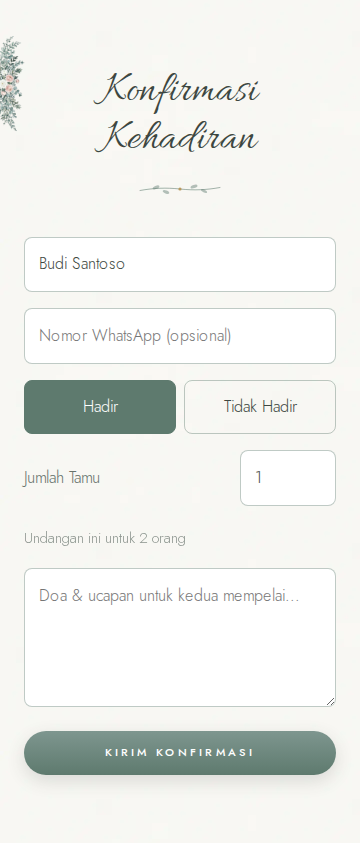 Konfirmasi
Kehadiran
Budi Santoso
Nomor WhatsApp (opsional)
Hadir
Tidak Hadir
Jumlah Tamu
1
Undangan ini untuk 2 orang
Doa & ucapan untuk kedua mempelai...
KIRIM KONFIRMASI